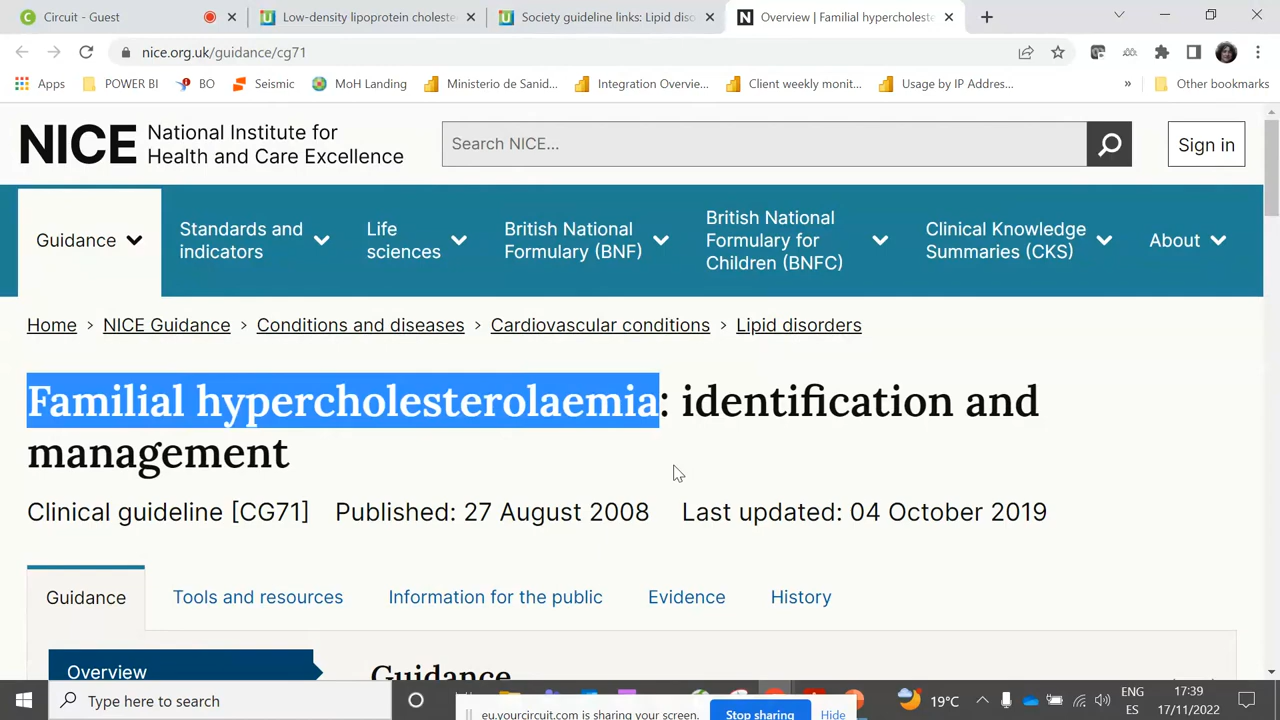 Circuit - Guest
Low-density lipoprotein choleste
Society guideline links: Lipid diso
Overview | Familial hypercholeste
nice.org.uk/guidance/cg71
Apps
POWER BI
BO
Seismic
MoH Landing
Ministerio de Sanid...
Integration Overvie...
Client weekly monit...
Usage by IP Addres...
»
Other bookmarks
NICE National Institute for
Health and Care Excellence
Search NICE...
Sign in
Guidance
Standards and
indicators
Life
sciences
British National
Formulary (BNF)
British National
Formulary for
Children (BNFC)
Clinical Knowledge
Summaries (CKS)
About
Home > NICE Guidance > Conditions and diseases > Cardiovascular conditions > Lipid disorders
Familial hypercholesterolaemia: identification and
management
Clinical guideline [CG71] Published: 27 August 2008 Last updated: 04 October 2019
Guidance
Tools and resources
Information for the public
Evidence
History
Overview
Guidance
Type here to search
eu.yourcircuit.com is sharing your screen.
Stop sharing
Hide
19°C
ENG
ES
17:39
17/11/2022